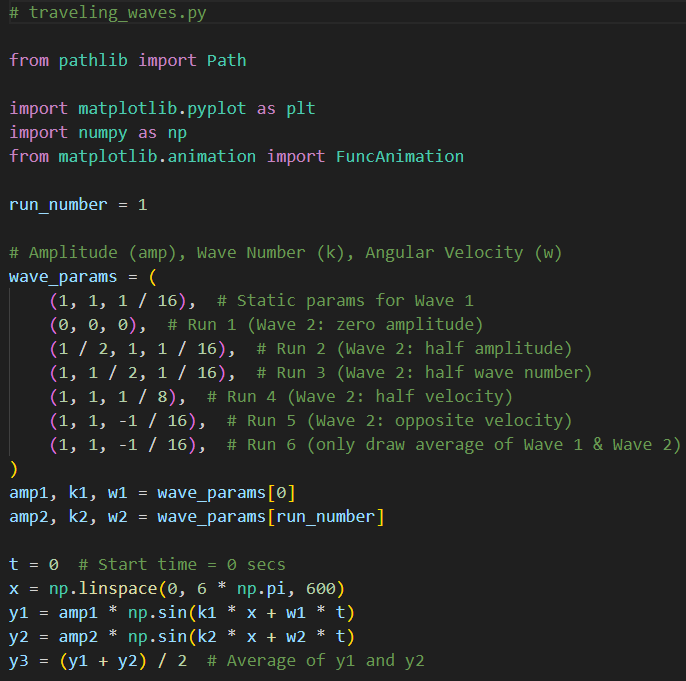 # traveling_waves.py
from pathlib import Path
import matplotlib.pyplot as plt
import numpy as np
from matplotlib.animation import FuncAnimation
run_number = 1
# Amplitude (amp), Wave Number (k), Angular Velocity (w)
wave_params = (
    (1, 1, 1 / 16),  # Static params for Wave 1
    (0, 0, 0),  # Run 1 (Wave 2: zero amplitude)
    (1 / 2, 1, 1 / 16),  # Run 2 (Wave 2: half amplitude)
    (1, 1 / 2, 1 / 16),  # Run 3 (Wave 2: half wave number)
    (1, 1, 1 / 8),  # Run 4 (Wave 2: half velocity)
    (1, 1, -1 / 16),  # Run 5 (Wave 2: opposite velocity)
    (1, 1, -1 / 16),  # Run 6 (only draw average of Wave 1 & Wave 2)
)
amp1, k1, w1 = wave_params[0]
amp2, k2, w2 = wave_params[run_number]
t = 0  # Start time = 0 secs
x = np.linspace(0, 6 * np.pi, 600)
y1 = amp1 * np.sin(k1 * x + w1 * t)
y2 = amp2 * np.sin(k2 * x + w2 * t)
y3 = (y1 + y2) / 2  # Average of y1 and y2